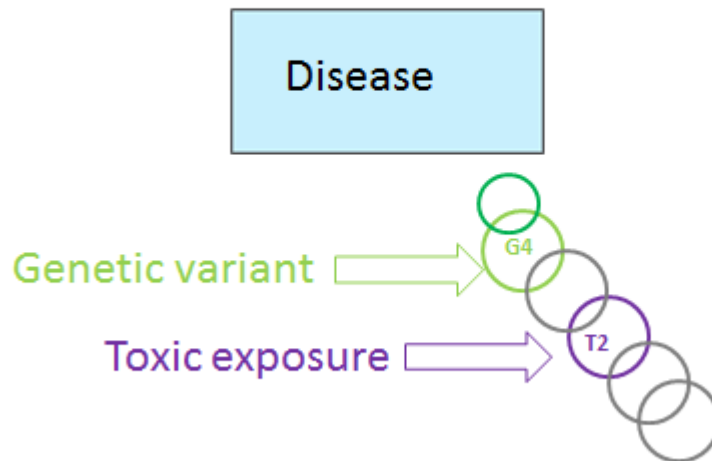 Disease
G4
Genetic variant
T2
Toxic exposure